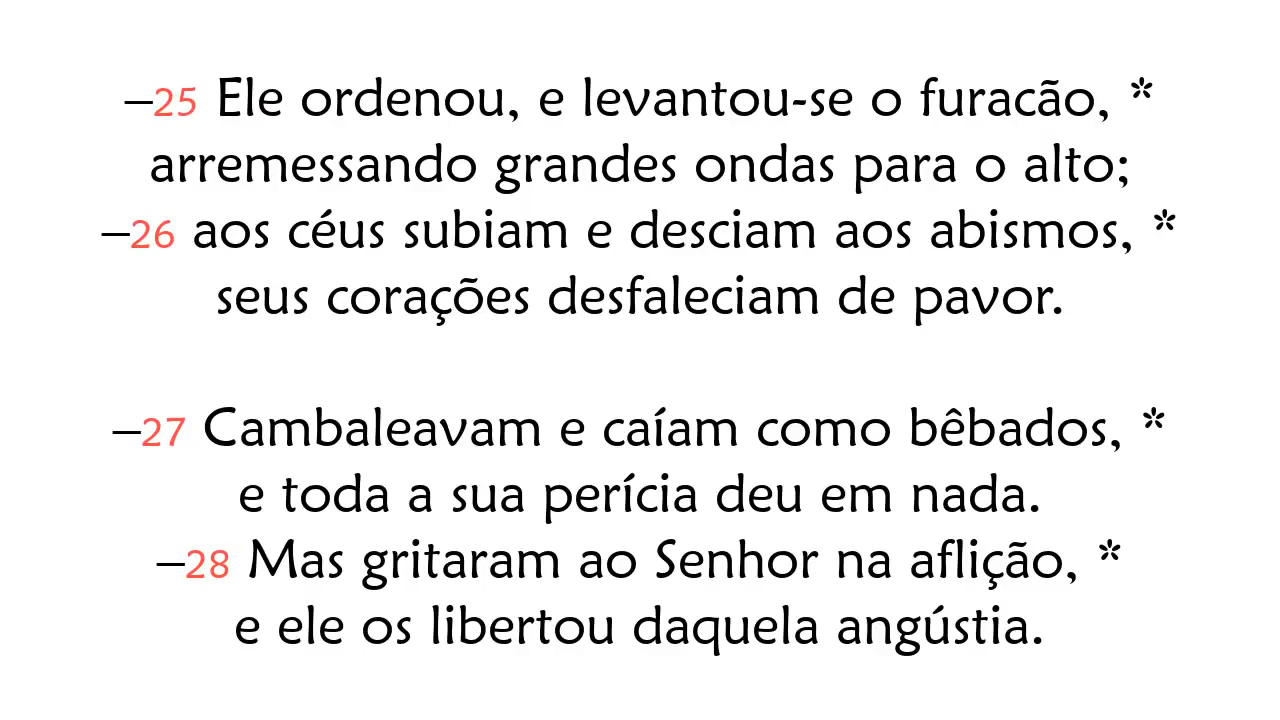 –25 Ele ordenou, e levantou-se o furacão, *
arremessando grandes ondas para o alto;
–26 aos céus subiam e desciam aos abismos, *
seus corações desfaleciam de pavor.
–27 Cambaleavam e caíam como bêbados, *
e toda a sua perícia deu em nada.
–28 Mas gritaram ao Senhor na aflição, *
e ele os libertou daquela angústia.